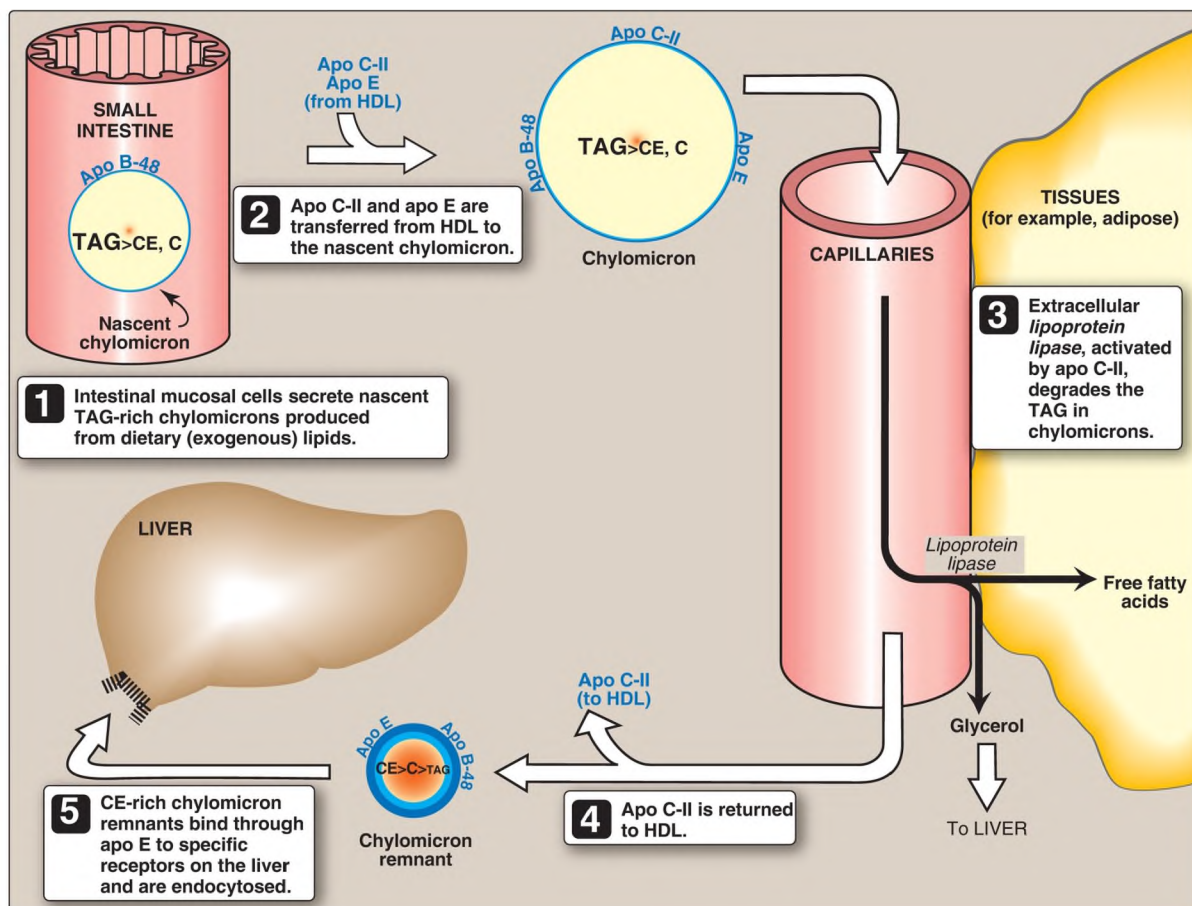 SMALL
INTESTINE
Apo B-48
TAG>CE, C
Nascent
chylomicron
1 Intestinal mucosal cells secrete nascent
TAG-rich chylomicrons produced
from dietary (exogenous) lipids.
Apo C-II
Apo E
(from HDL)
2 Apo C-II and apo E are
transferred from HDL to
the nascent chylomicron.
Apo C-II
Apo B-48
TAG>CE, C
Apo E
Chylomicron
CAPILLARIES
TISSUES
(for example, adipose)
3 Extracellular
lipoprotein
lipase, activated
by apo C-II,
degrades the
TAG in
chylomicrons.
Lipoprotein
lipase
Free fatty
acids
Glycerol
To LIVER
Apo C-II
(to HDL)
4 Apo C-II is returned
to HDL.
Apo E
Apo B-48
CE>C>TAG
Chylomicron
remnant
LIVER
5 CE-rich chylomicron
remnants bind through
apo E to specific
receptors on the liver
and are endocytosed.